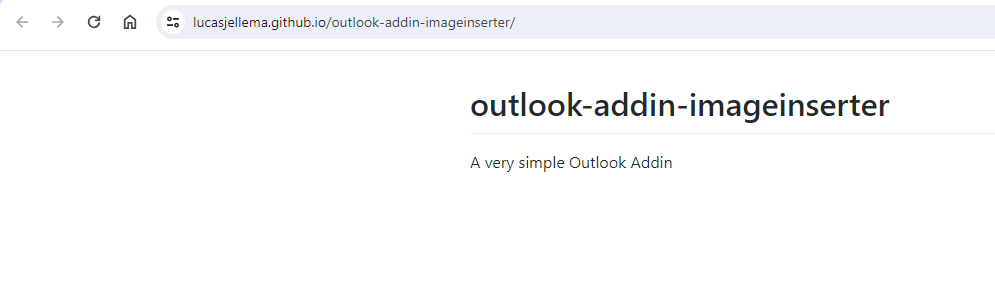 lucasjellema.github.io/outlook-addin-imageinserter/
outlook-addin-imageinserter
A very simple Outlook Addin